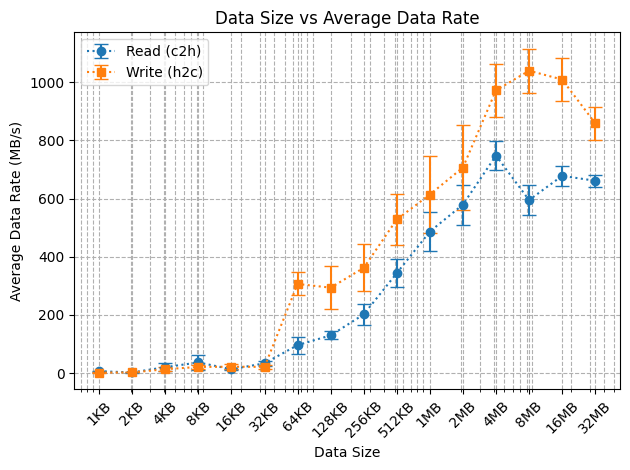 Data Size vs Average Data Rate
Read (c2h)
Write (h2c)
Average Data Rate (MB/s)
1000
800
600
400
200
0
1KB 2KB 4KB 8KB 16KB 32KB 64KB 128KB 256KB 512KB 1MB 2MB 4MB 8MB 16MB 32MB
Data Size